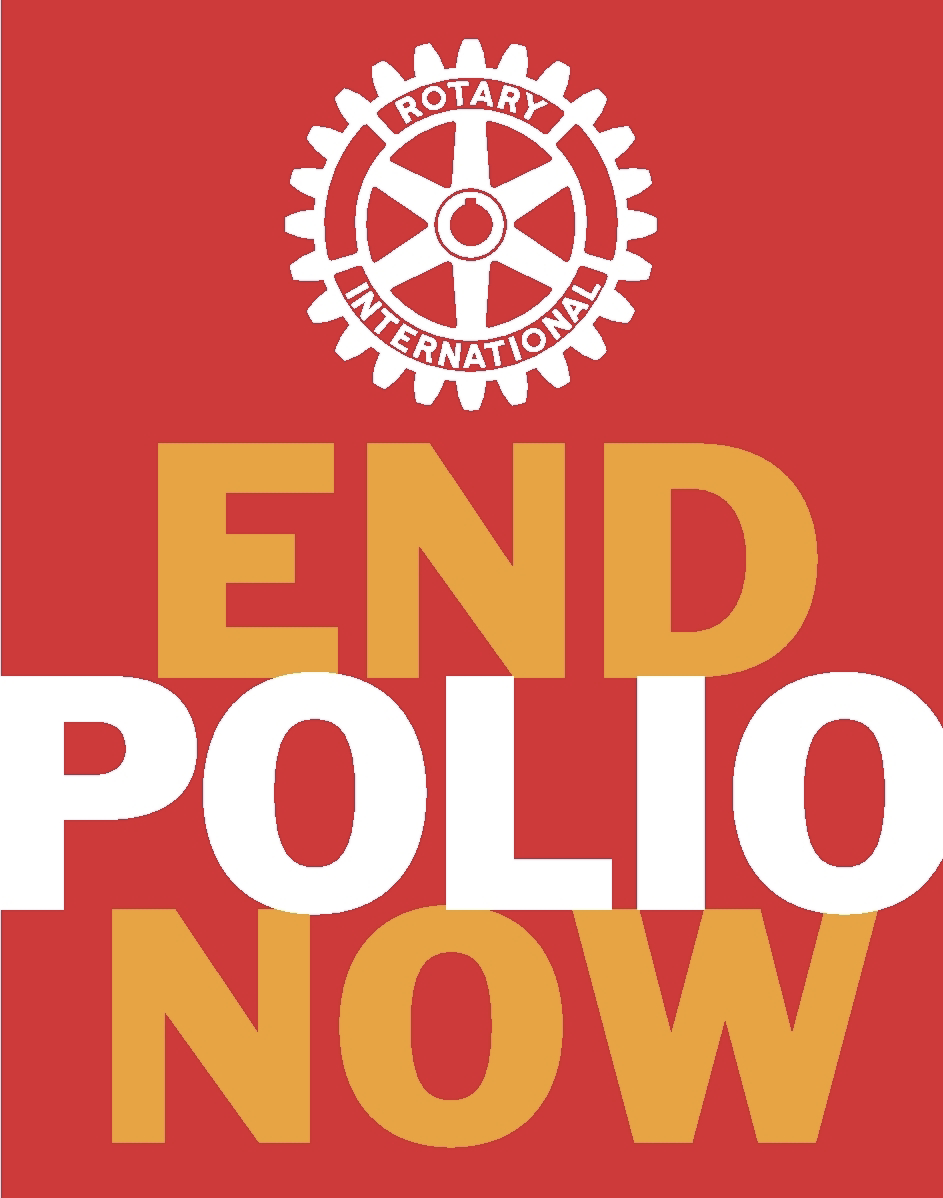 ROTARY
INTERNATIONAL
END
POLIO
NOW